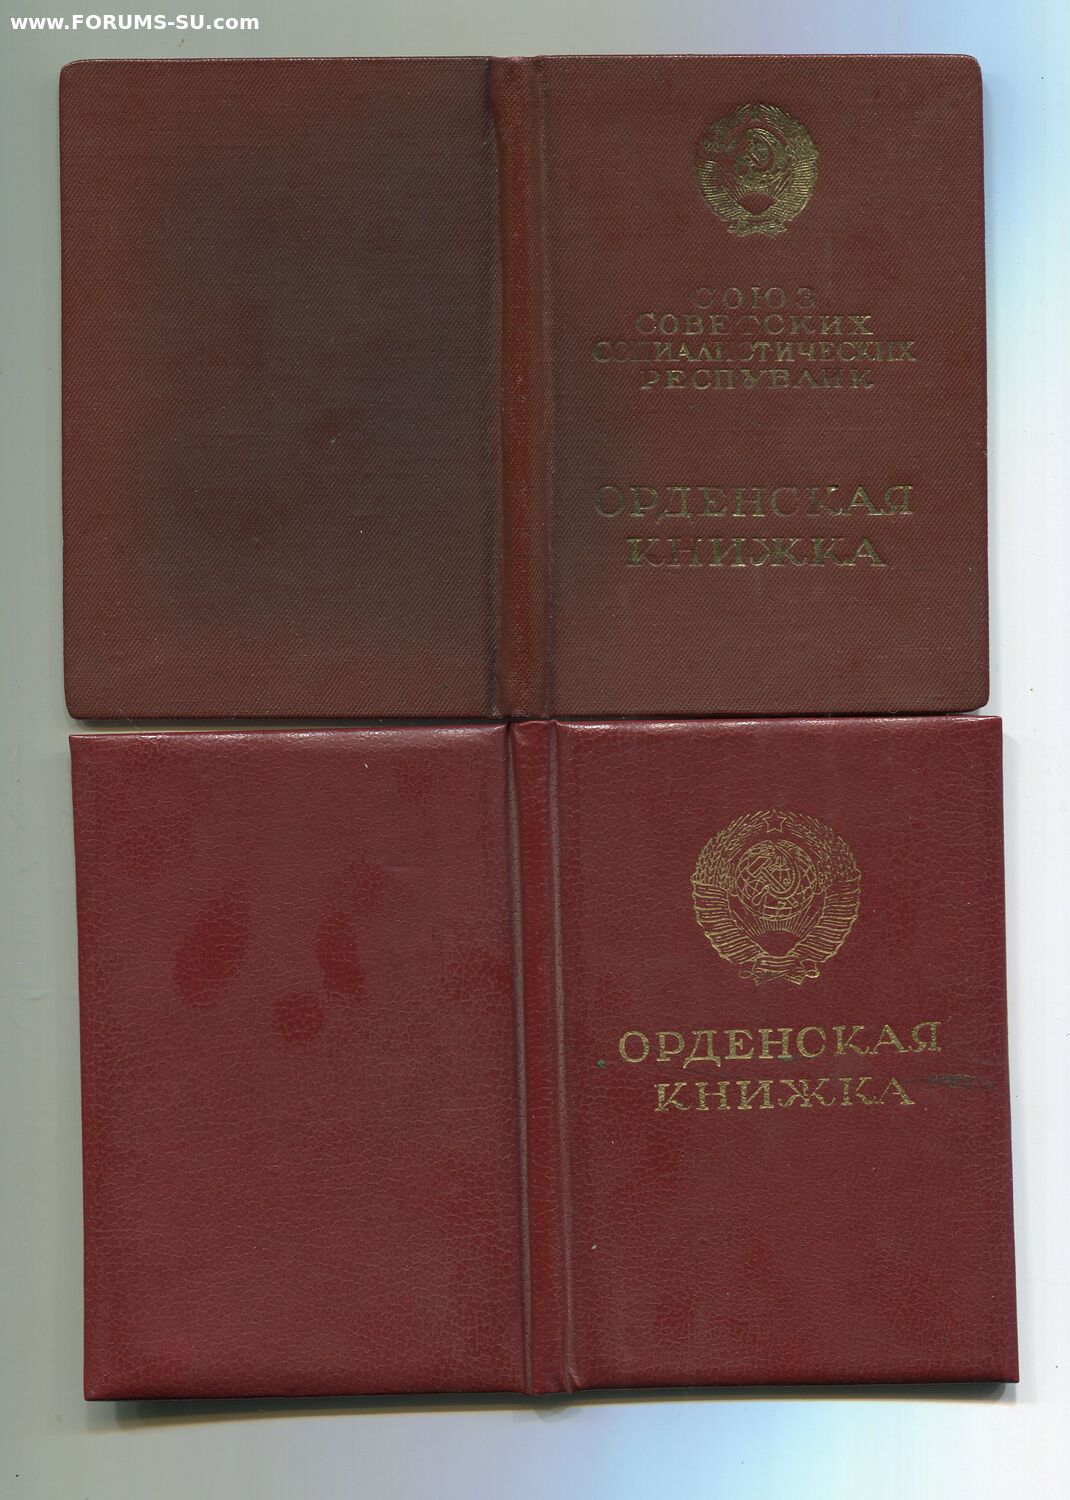 www.FORUMS-SU.com
СОЮЗ
СОВЕТСКИХ
СОЦИАЛИСТИЧЕСКИХ
РЕСПУБЛИК
ОРДЕНСКАЯ
КНИЖКА
ОРДЕНСКАЯ
КНИЖКА